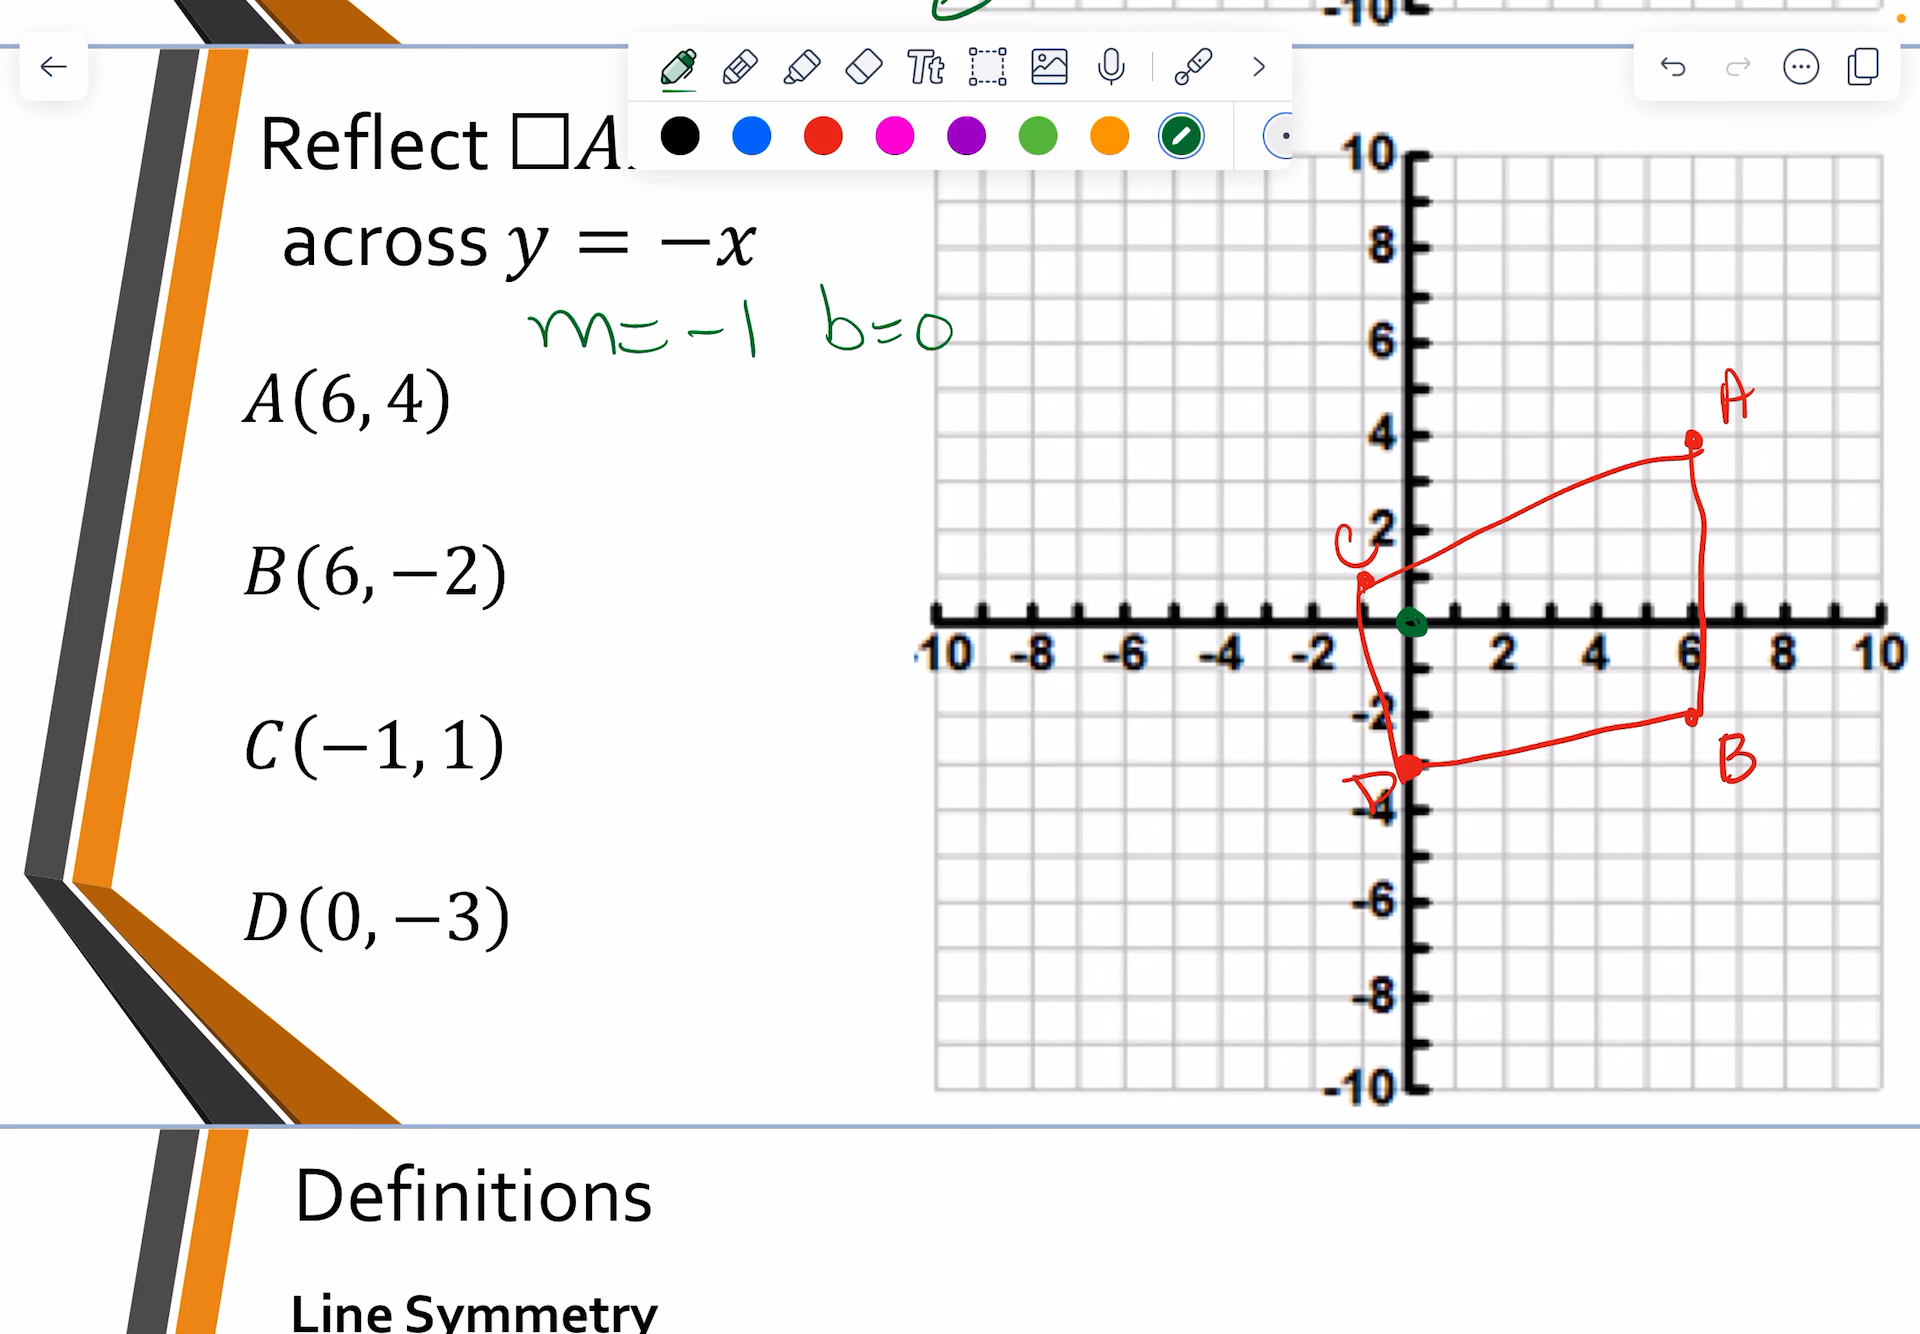 -10
Tt
Reflect □A
across y = −x
m = -1 b = 0
A(6, 4)
B(6, −2)
C(−1, 1)
D(0, −3)
10
8
6
A
4
C 2
-10 -8 -6 -4 -2 2 4 6 8 10
-2
B
D
-4
-6
-8
-10
Definitions
Line Symmetry